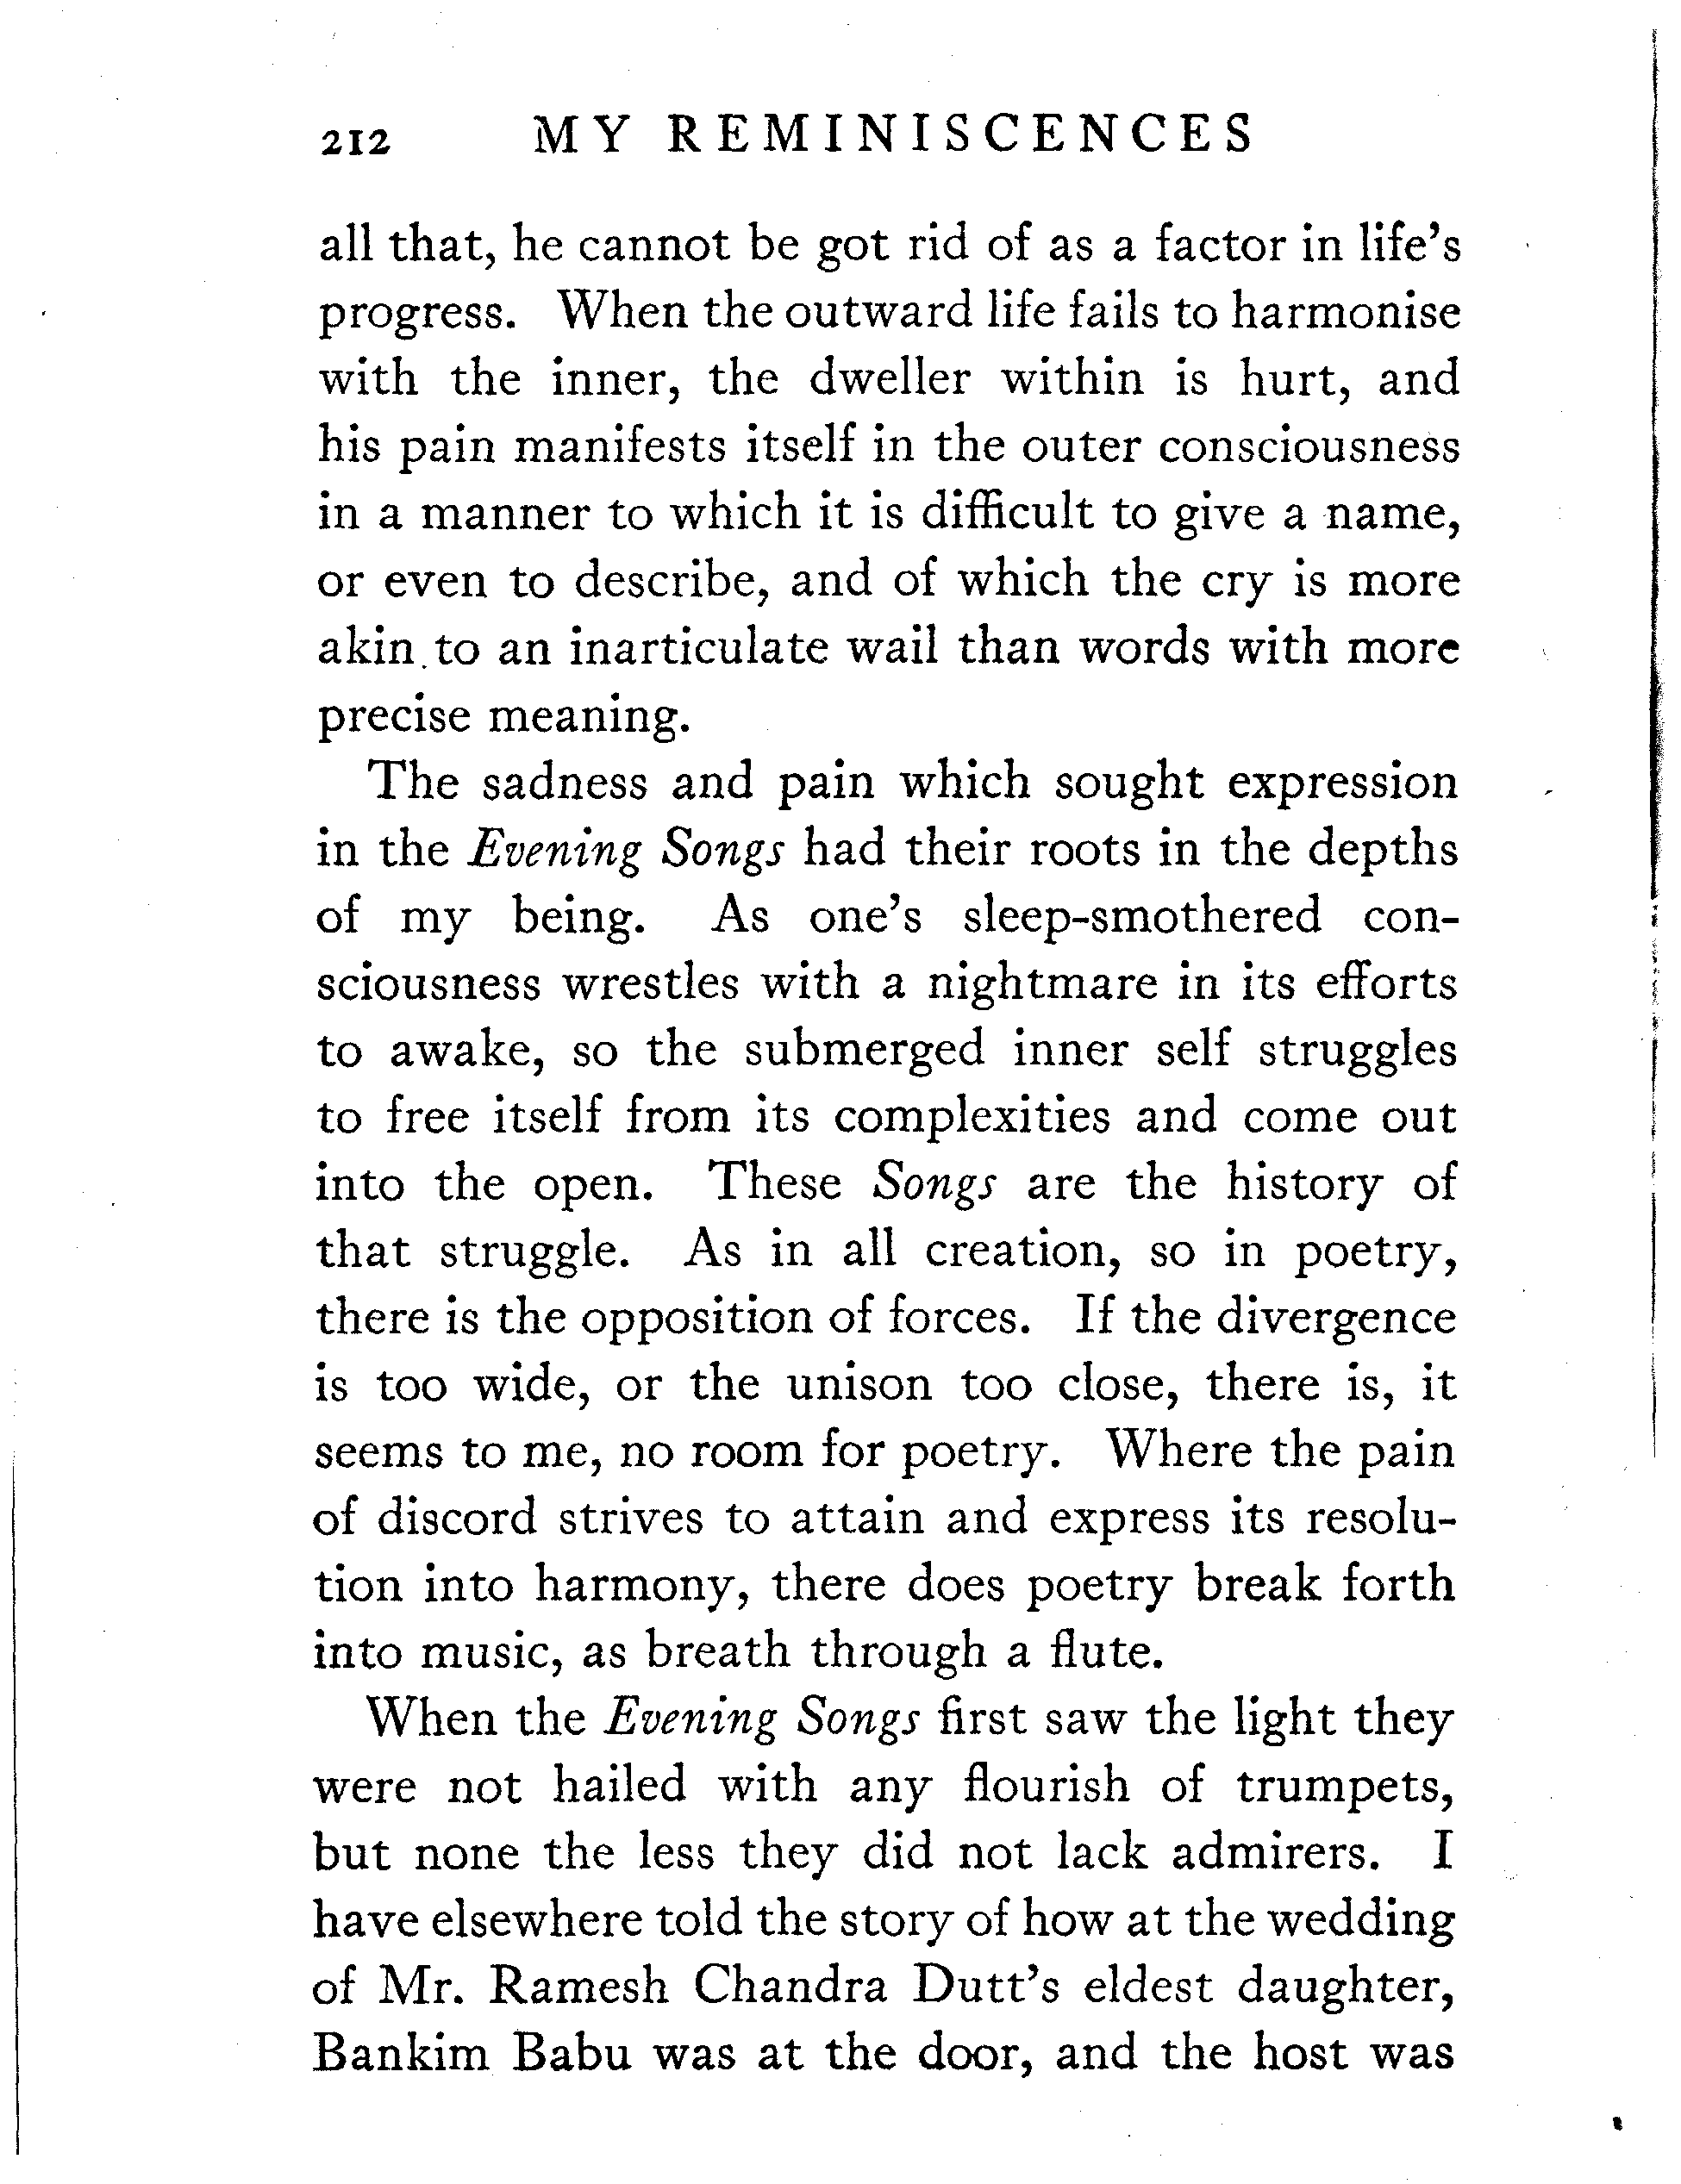 212 MY REMINISCENCES
all that, he cannot be got rid of as a factor in life's
progress. When the outward life fails to harmonise
with the inner, the dweller within is hurt, and
his pain manifests itself in the outer consciousness
in a manner to which it is difficult to give a name,
or even to describe, and of which the cry is more
akin to an inarticulate wail than words with more
precise meaning.
The sadness and pain which sought expression
in the Evening Songs had their roots in the depths
of my being. As one's sleep-smothered con-
sciousness wrestles with a nightmare in its efforts
to awake, so the submerged inner self struggles
to free itself from its complexities and come out
into the open. These Songs are the history of
that struggle. As in all creation, so in poetry,
there is the opposition of forces. If the divergence
is too wide, or the unison too close, there is, it
seems to me, no room for poetry. Where the pain
of discord strives to attain and express its resolu-
tion into harmony, there does poetry break forth
into music, as breath through a flute.
When the Evening Songs first saw the light they
were not hailed with any flourish of trumpets,
but none the less they did not lack admirers. I
have elsewhere told the story of how at the wedding
of Mr. Ramesh Chandra Dutt's eldest daughter,
Bankim Babu was at the door, and the host was